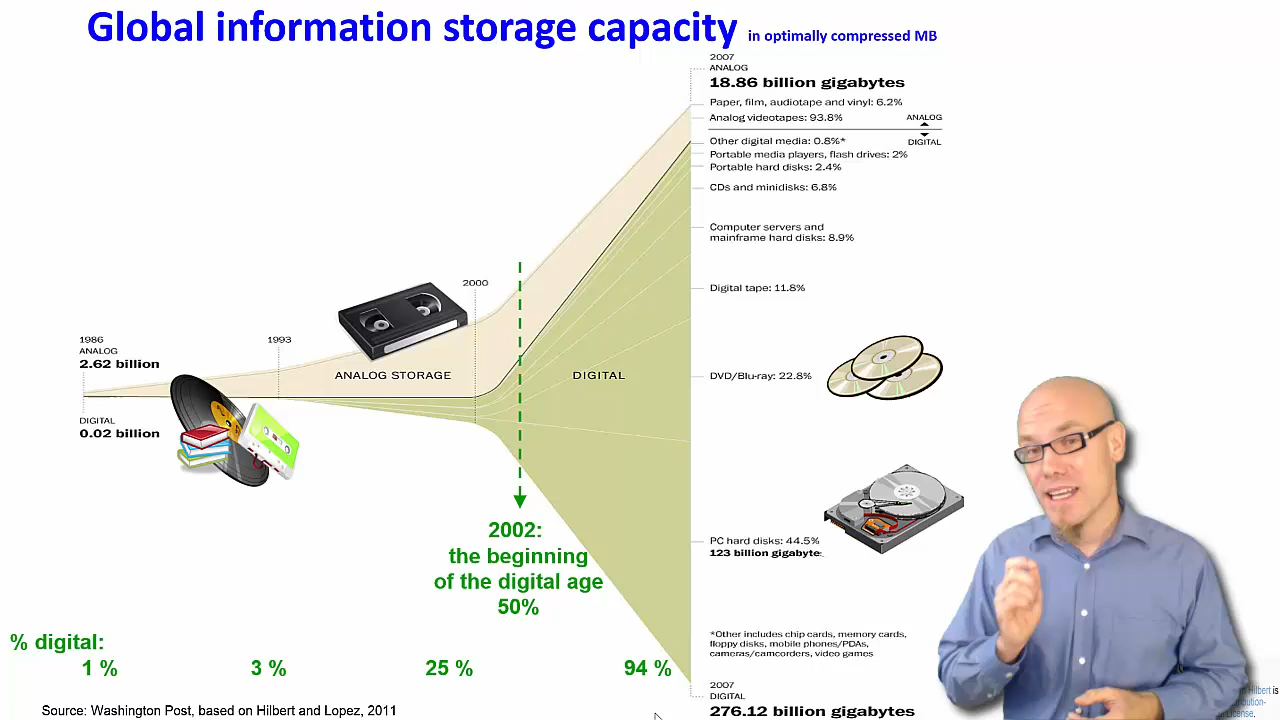 Global information storage capacity in optimally compressed MB
2007
ANALOG
18.86 billion gigabytes
Paper, film, audiotape and vinyl: 6.2%
Analog videotapes: 93.8%
ANALOG
Other digital media: 0.8%*
DIGITAL
Portable media players, flash drives: 2%
Portable hard disks: 2.4%
CDs and minidisks: 6.8%
Computer servers and
mainframe hard disks: 8.9%
Digital tape: 11.8%
2000
1986
ANALOG
2.62 billion
1993
ANALOG STORAGE
DIGITAL
DVD/Blu-ray: 22.8%
DIGITAL
0.02 billion
2002:
the beginning
of the digital age
50%
PC hard disks: 44.5%
123 billion gigabyte
*Other includes chip cards, memory cards,
floppy disks, mobile phones/PDAs,
cameras/camcorders, video games
% digital:
1 %
3 %
25 %
94 %
2007
DIGITAL
276.12 billion gigabytes
Source: Washington Post, based on Hilbert and Lopez, 2011
Hilbert is
License.